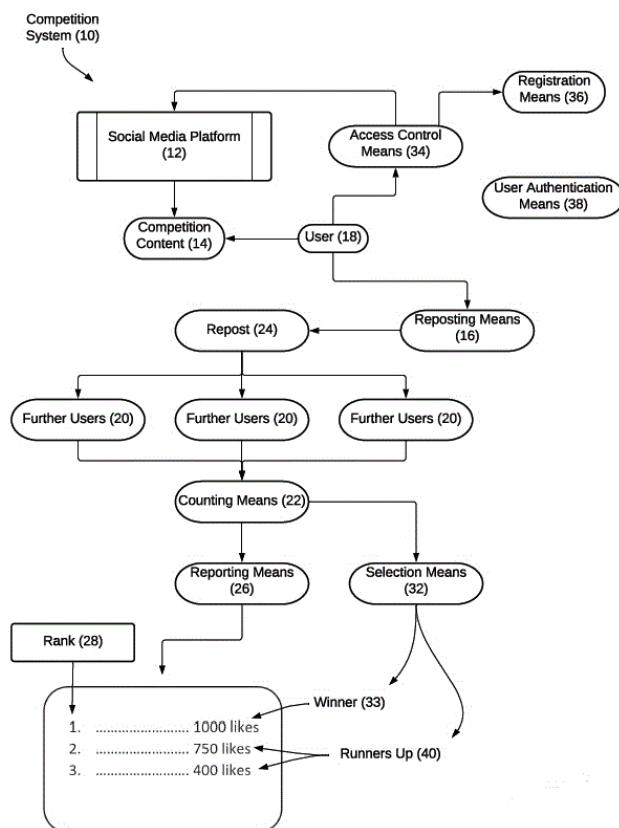 Competition
System (10)
Registration
Means (36)
Social Media Platform
(12)
Access Control
Means (34)
User Authentication
Means (38)
Competition
Content (14)
User (18)
Repost (24)
Reposting Means
(16)
Further Users (20)
Further Users (20)
Further Users (20)
Counting Means (22)
Reporting Means
(26)
Selection Means
(32)
Rank (28)
Winner (33)
1. ........................ 1000 likes
2. ........................ 750 likes
Runners Up (40)
3. ........................ 400 likes